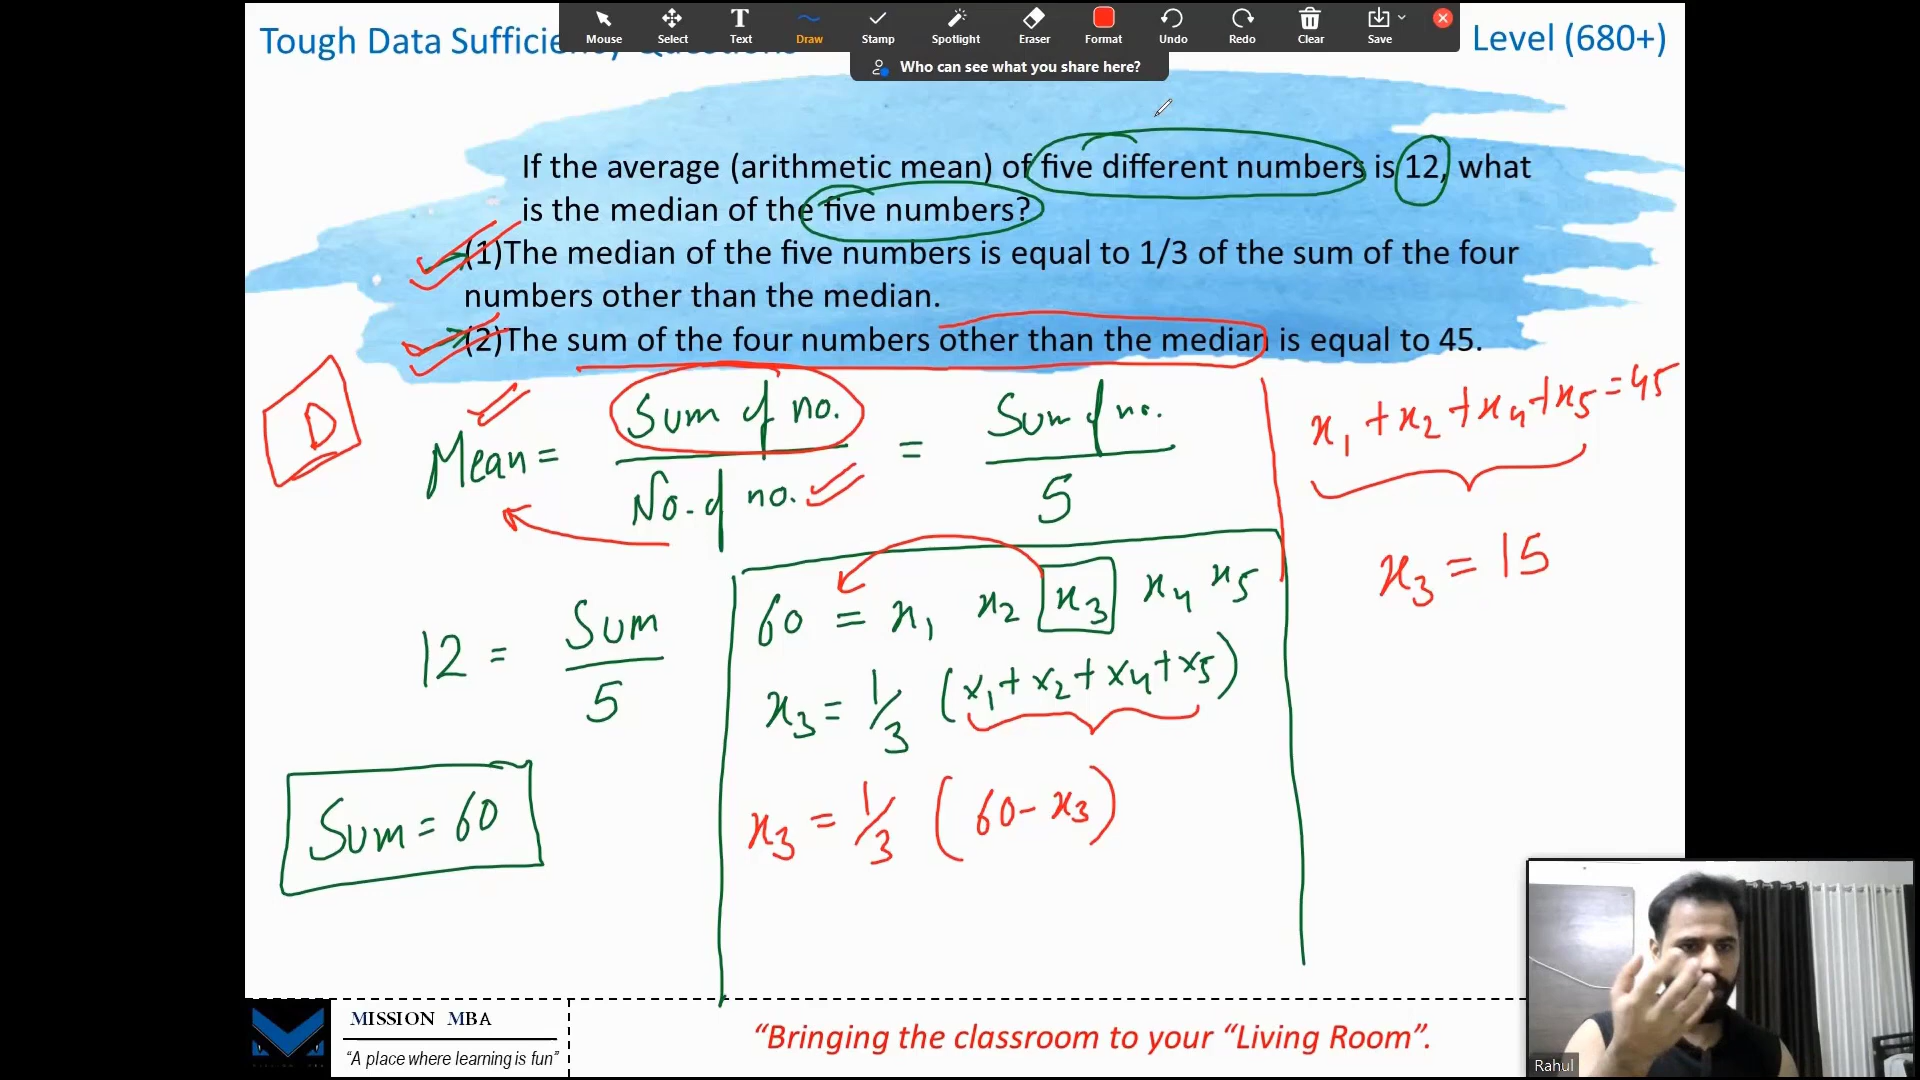 Mouse Select Text Draw Stamp Spotlight Eraser Format Undo Redo Clear Save
Who can see what you share here?
Tough Data Sufficiency Questions
Level (680+)
If the average (arithmetic mean) of five different numbers is 12, what
is the median of the five numbers?
(1)The median of the five numbers is equal to 1/3 of the sum of the four
numbers other than the median.
(2)The sum of the four numbers other than the median is equal to 45.
D
Mean = Sum of no. / No. of no. = Sum of no. / 5
x₁ + x₂ + x₄ + x₅ = 45
x₃ = 15
12 = Sum / 5
60 = x₁ x₂ x₃ x₄ x₅
x₃ = 1/3 (x₁ + x₂ + x₄ + x₅)
x₃ = 1/3 (60 - x₃)
Sum = 60
MISSION MBA
“A place where learning is fun”
“Bringing the classroom to your “Living Room”.
Rahul